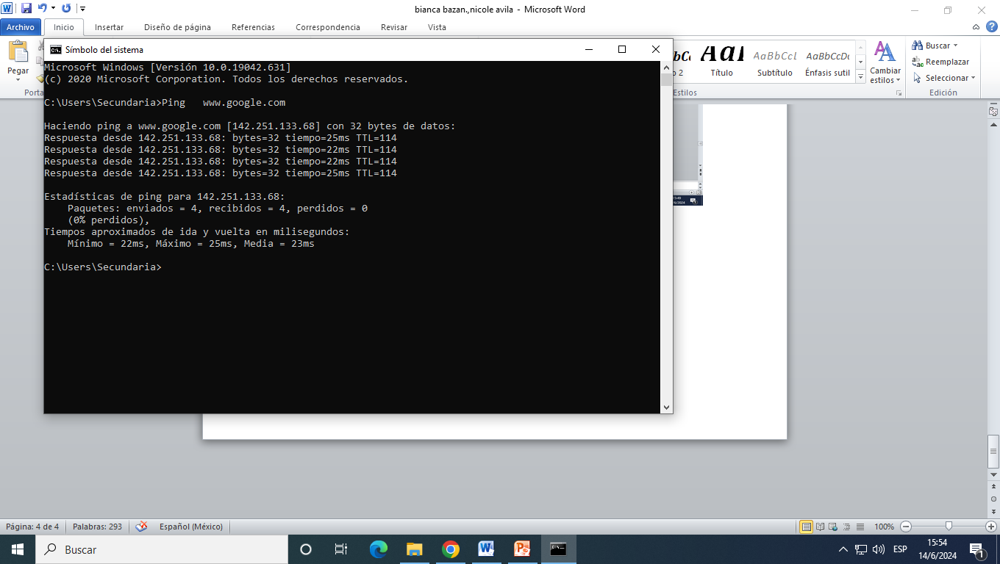 bianca bazan.,nicole avila - Microsoft Word
Archivo Inicio Insertar Diseño de página Referencias Correspondencia Revisar Vista
Pegar
Título
Subtítulo
Énfasis sutil
Cambiar estilos
Estilos
Buscar
Reemplazar
Seleccionar
Edición
Símbolo del sistema
Microsoft Windows [Versión 10.0.19042.631]
(c) 2020 Microsoft Corporation. Todos los derechos reservados.
C:\Users\Secundaria>Ping   www.google.com
Haciendo ping a www.google.com [142.251.133.68] con 32 bytes de datos:
Respuesta desde 142.251.133.68: bytes=32 tiempo=25ms TTL=114
Respuesta desde 142.251.133.68: bytes=32 tiempo=22ms TTL=114
Respuesta desde 142.251.133.68: bytes=32 tiempo=22ms TTL=114
Respuesta desde 142.251.133.68: bytes=32 tiempo=25ms TTL=114
Estadísticas de ping para 142.251.133.68:
    Paquetes: enviados = 4, recibidos = 4, perdidos = 0
    (0% perdidos),
Tiempos aproximados de ida y vuelta en milisegundos:
    Mínimo = 22ms, Máximo = 25ms, Media = 23ms
C:\Users\Secundaria>
Página: 4 de 4 Palabras: 293 Español (México) 100%
Buscar
ESP
15:54
14/6/2024
1